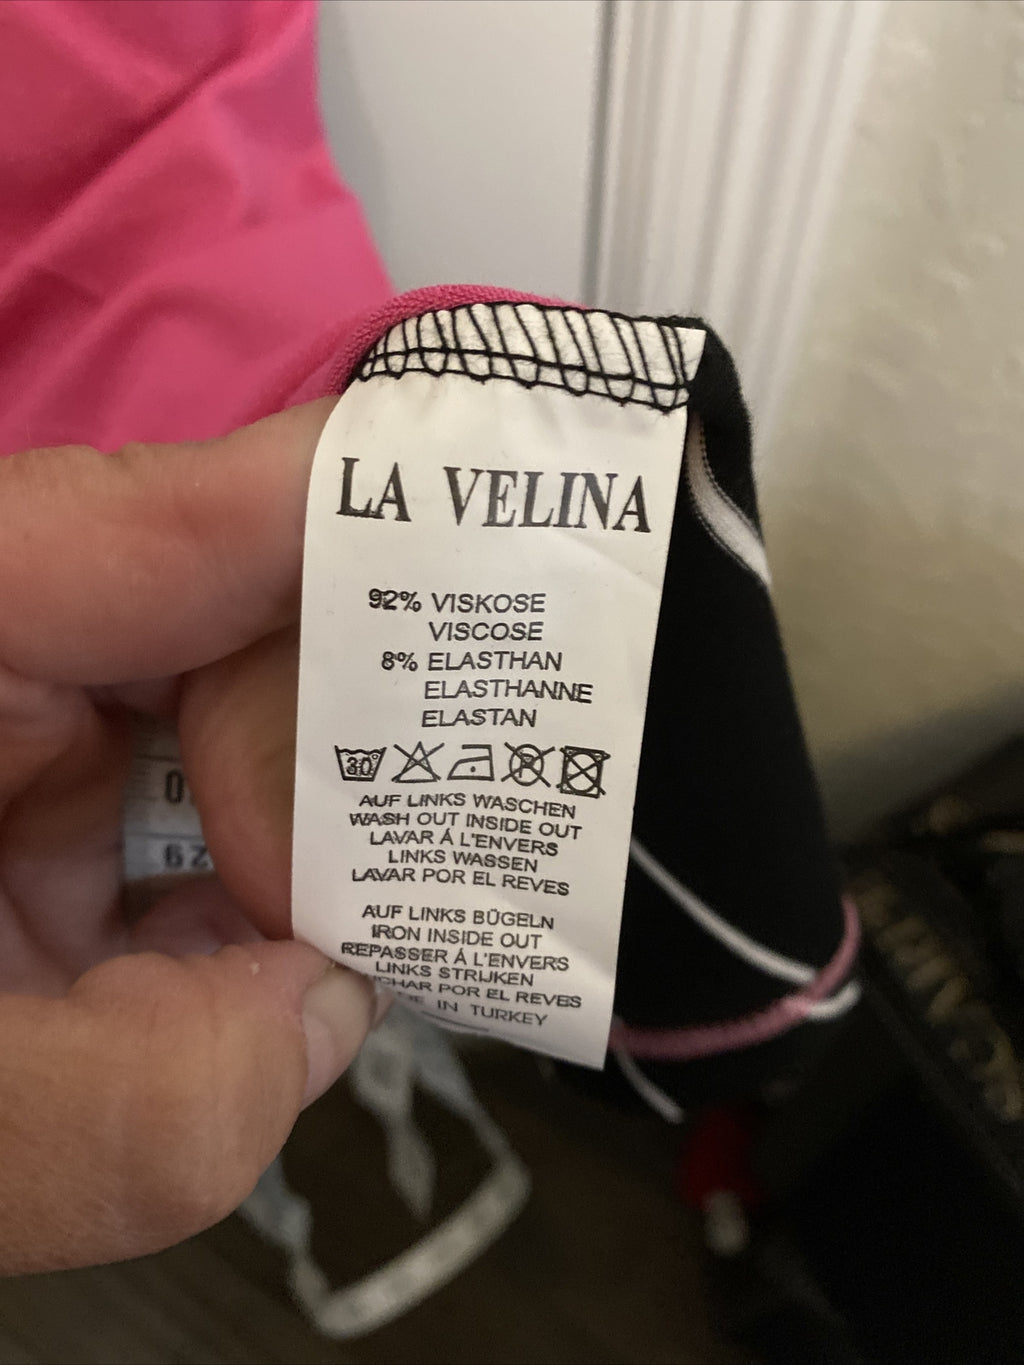 LA VELINA
92% VISKOSE
VISCOSE
8% ELASTHAN
ELASTHANNE
ELASTAN
30° P
AUF LINKS WASCHEN
WASH OUT INSIDE OUT
LAVAR Á L'ENVERS
LINKS WASSEN
LAVAR POR EL REVES
AUF LINKS BÜGELN
IRON INSIDE OUT
REPASSER Á L'ENVERS
LINKS STRIJKEN
POR EL REVES
IN TURKEY
29